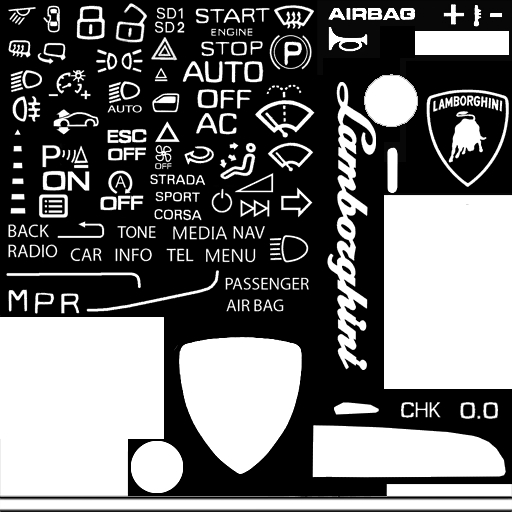 SD1
SD2
START
ENGINE
STOP
P
AUTO
OFF
AC
AUTO
ESC
OFF
P
ON
A
OFF
OFF
STRADA
SPORT
CORSA
BACK
TONE
MEDIA NAV
RADIO
CAR
INFO
TEL
MENU
PASSENGER
AIR BAG
M P R
AIRBAG
+
-
LAMBORGHINI
Lamborghini
CHK
0.0